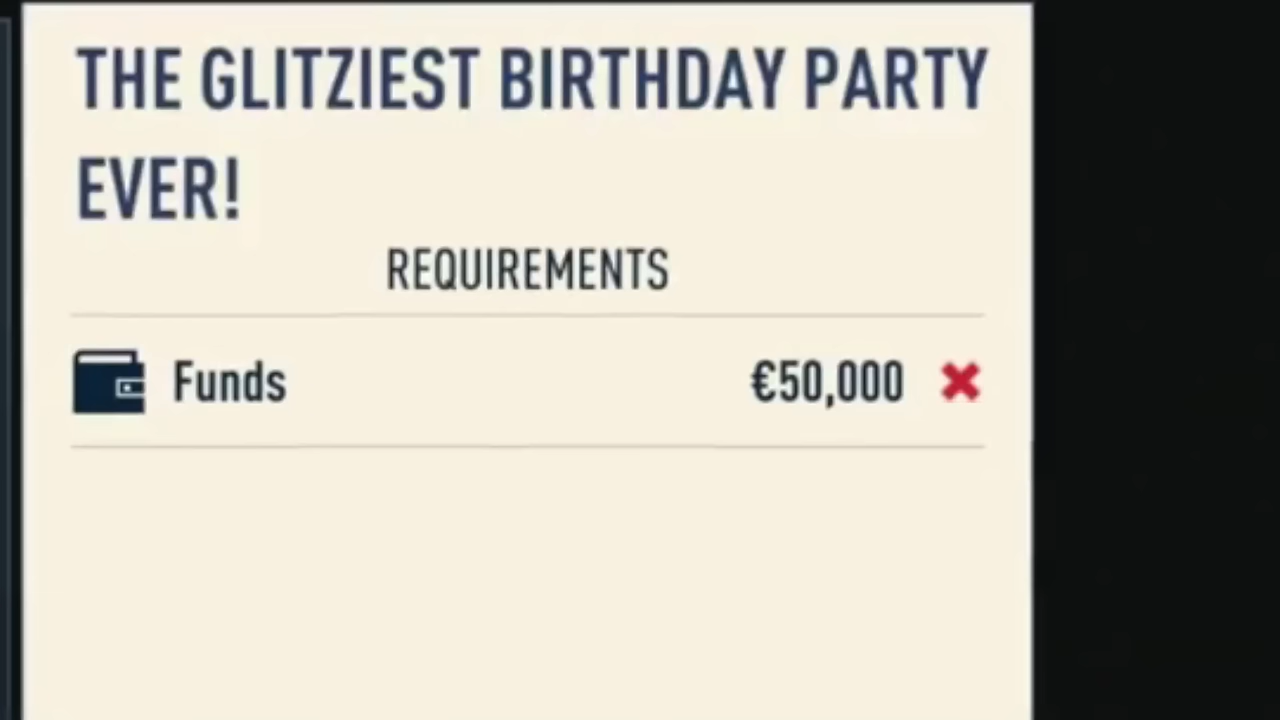 THE GLITZIEST BIRTHDAY PARTY
EVER!
REQUIREMENTS
Funds €50,000